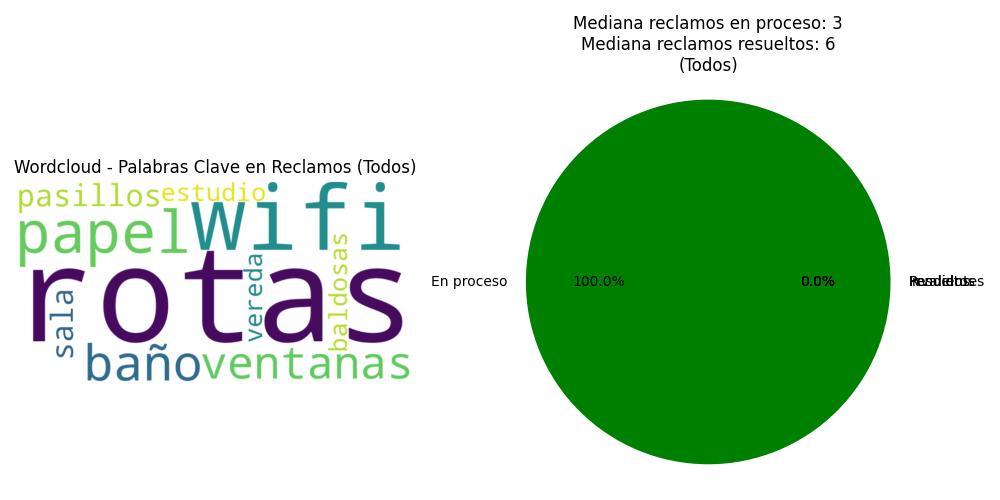 Mediana reclamos en proceso: 3
Mediana reclamos resueltos: 6
(Todos)
Wordcloud - Palabras Clave en Reclamos (Todos)
pasillos
estudio
wifi
papel
rotas
vereda
baldosas
sala
baño
ventanas
En proceso
100.0%
0.0%